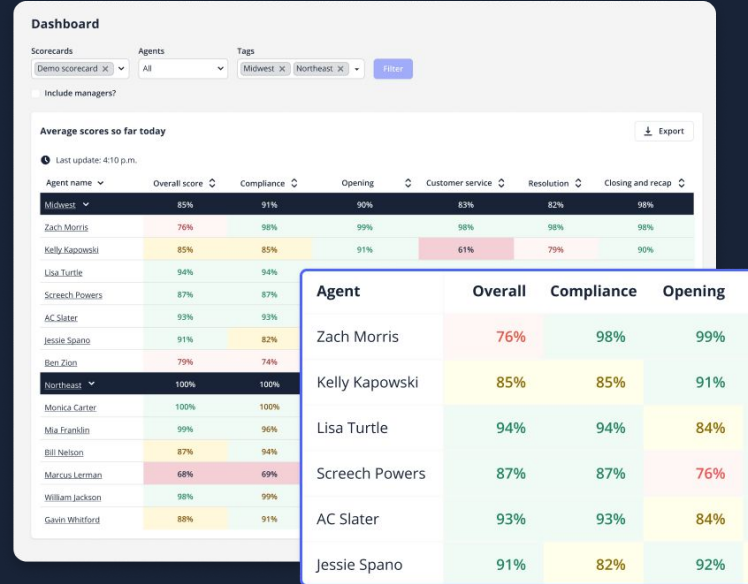 Dashboard
Scorecards Agents Tags
Demo scorecard × All Midwest × Northeast × Filter
Include managers?
Average scores so far today Export
Last update: 4:10 p.m.
Agent name Overall score Compliance Opening Customer service Resolution Closing and recap
Midwest 85% 91% 90% 83% 82% 98%
Zach Morris 76% 98% 99% 98% 98% 98%
Kelly Kapowski 85% 85% 91% 61% 79% 90%
Lisa Turtle 94% 94%
Screech Powers 87% 87%
AC Slater 93% 93%
Jessie Spano 91% 82%
Ben Zion 79% 74%
Northeast 100% 100%
Monica Carter 100% 100%
Mia Franklin 99% 96%
Bill Nelson 87% 94%
Marcus Lerman 68% 69%
William Jackson 98% 99%
Gavin Whitford 88% 91%
Agent Overall Compliance Opening
Zach Morris 76% 98% 99%
Kelly Kapowski 85% 85% 91%
Lisa Turtle 94% 94% 84%
Screech Powers 87% 87% 76%
AC Slater 93% 93% 84%
Jessie Spano 91% 82% 92%